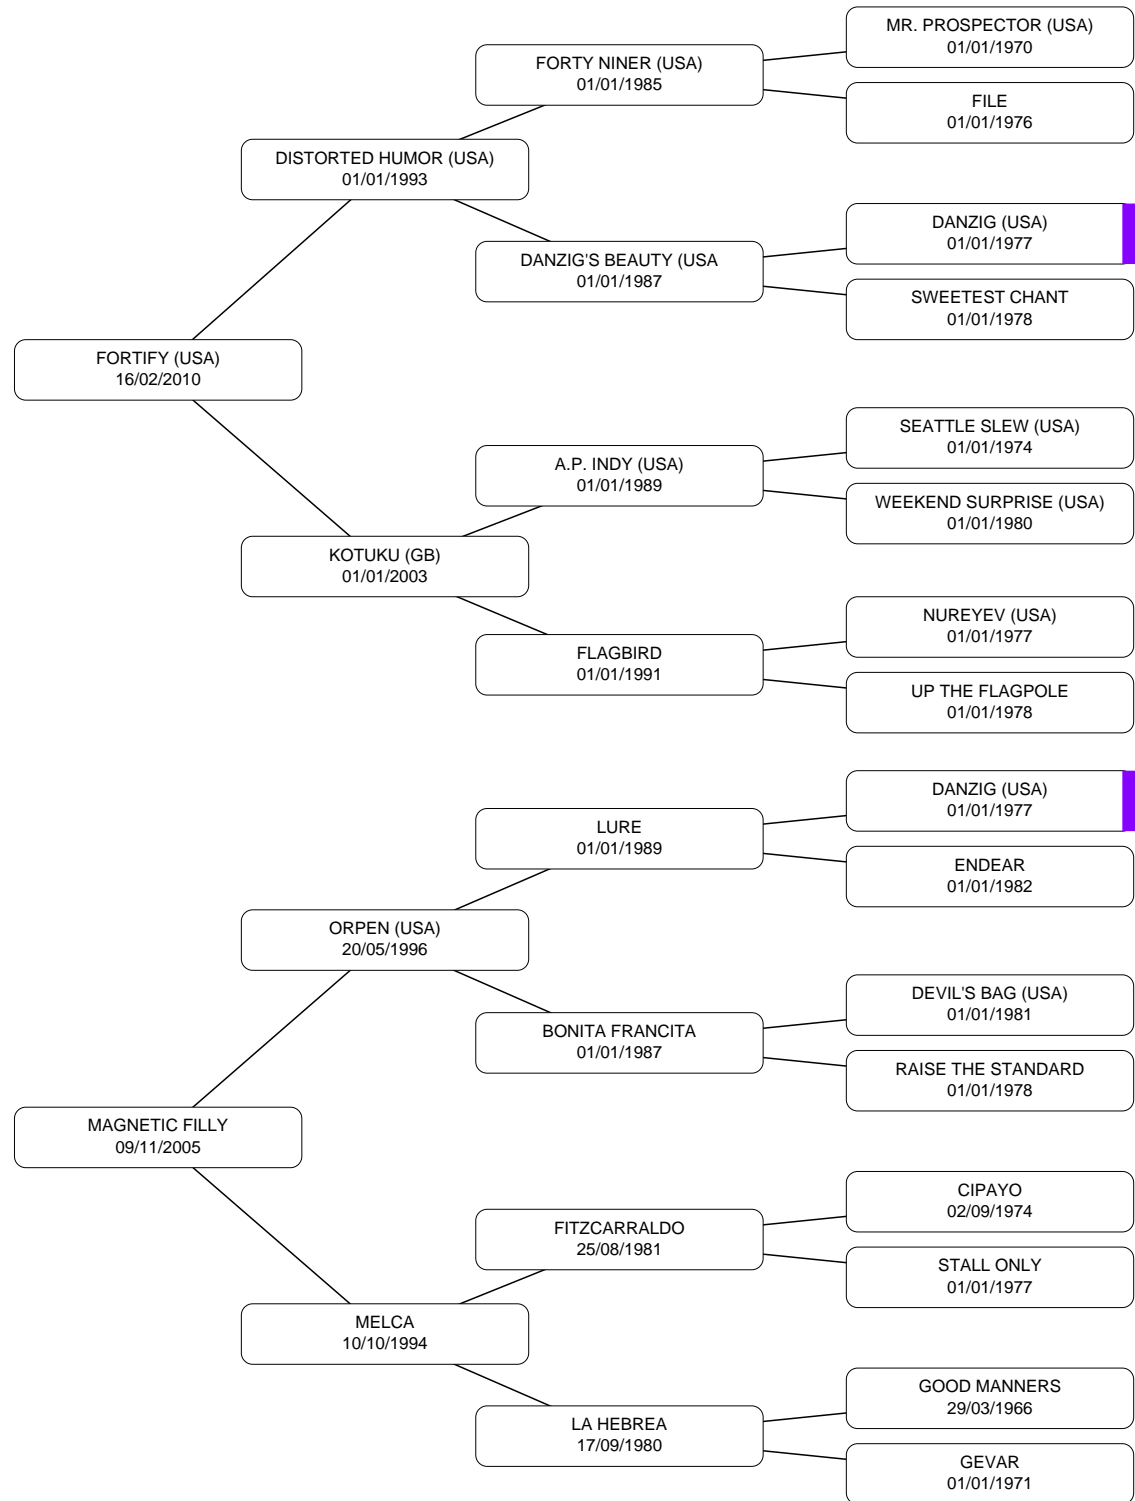 MR. PROSPECTOR (USA)
01/01/1970
FORTY NINER (USA)
01/01/1985
FILE
01/01/1976
DISTORTED HUMOR (USA)
01/01/1993
DANZIG (USA)
01/01/1977
DANZIG'S BEAUTY (USA
01/01/1987
SWEETEST CHANT
01/01/1978
FORTIFY (USA)
16/02/2010
SEATTLE SLEW (USA)
01/01/1974
A.P. INDY (USA)
01/01/1989
WEEKEND SURPRISE (USA)
01/01/1980
KOTUKU (GB)
01/01/2003
NUREYEV (USA)
01/01/1977
FLAGBIRD
01/01/1991
UP THE FLAGPOLE
01/01/1978
DANZIG (USA)
01/01/1977
LURE
01/01/1989
ENDEAR
01/01/1982
ORPEN (USA)
20/05/1996
DEVIL'S BAG (USA)
01/01/1981
BONITA FRANCITA
01/01/1987
RAISE THE STANDARD
01/01/1978
MAGNETIC FILLY
09/11/2005
CIPAYO
02/09/1974
FITZCARRALDO
25/08/1981
STALL ONLY
01/01/1977
MELCA
10/10/1994
GOOD MANNERS
29/03/1966
LA HEBREA
17/09/1980
GEVAR
01/01/1971